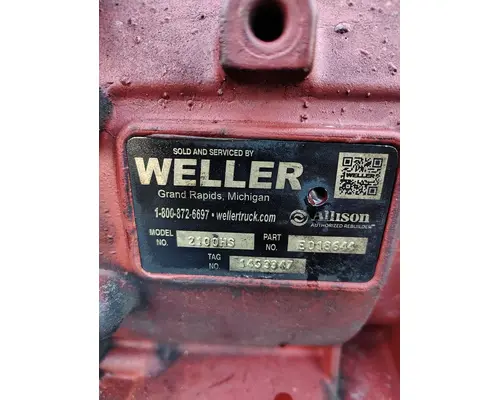 SOLD AND SERVICED BY
WELLER
WELLER
Grand Rapids, Michigan
1-800-872-6697 • wellertruck.com
Allison
AUTHORIZED REBUILDER
MODEL NO. 2100HS PART NO.
TAG NO